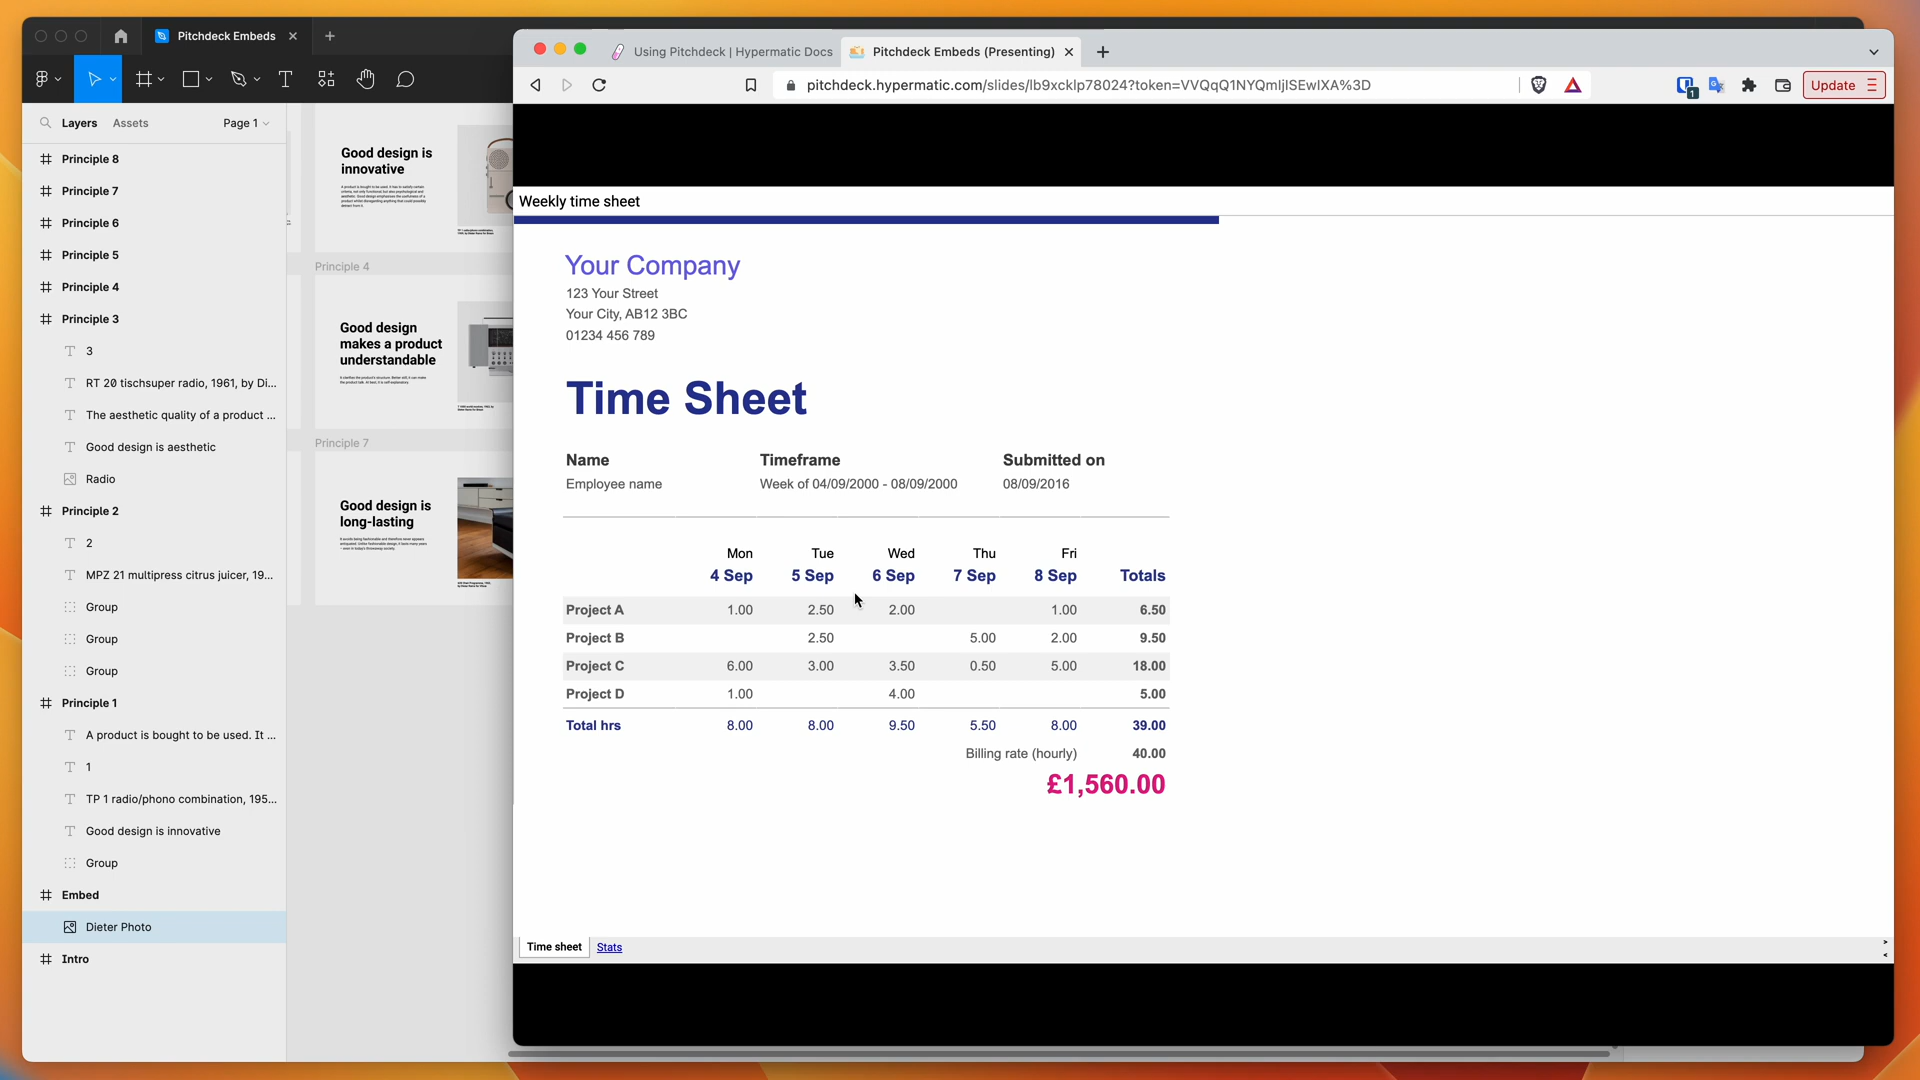 Pitchdeck Embeds
Layers
Assets
Page 1
Principle 8
Principle 7
Principle 6
Principle 5
Principle 4
Principle 3
3
RT 20 tischsuper radio, 1961, by Di...
The aesthetic quality of a product ...
Good design is aesthetic
Radio
Principle 2
2
MPZ 21 multipress citrus juicer, 19...
Group
Group
Group
Principle 1
A product is bought to be used. It ...
1
TP 1 radio/phono combination, 195...
Good design is innovative
Group
Embed
Dieter Photo
Intro
Good design is
innovative
Principle 4
Good design
makes a product
understandable
Principle 7
Good design is
long-lasting
Using Pitchdeck | Hypermatic Docs
Pitchdeck Embeds (Presenting)
pitchdeck.hypermatic.com/slides/lb9xcklp78024?token=VVQqQ1NYQmljlSEwIXA%3D
1
Update
Weekly time sheet
Your Company
123 Your Street
Your City, AB12 3BC
01234 456 789
Time Sheet
Name Timeframe Submitted on
Employee name Week of 04/09/2000 - 08/09/2000 08/09/2016
Mon Tue Wed Thu Fri
4 Sep 5 Sep 6 Sep 7 Sep 8 Sep Totals
Project A 1.00 2.50 2.00 1.00 6.50
Project B 2.50 5.00 2.00 9.50
Project C 6.00 3.00 3.50 0.50 5.00 18.00
Project D 1.00 4.00 5.00
Total hrs 8.00 8.00 9.50 5.50 8.00 39.00
Billing rate (hourly) 40.00
£1,560.00
Time sheet Stats